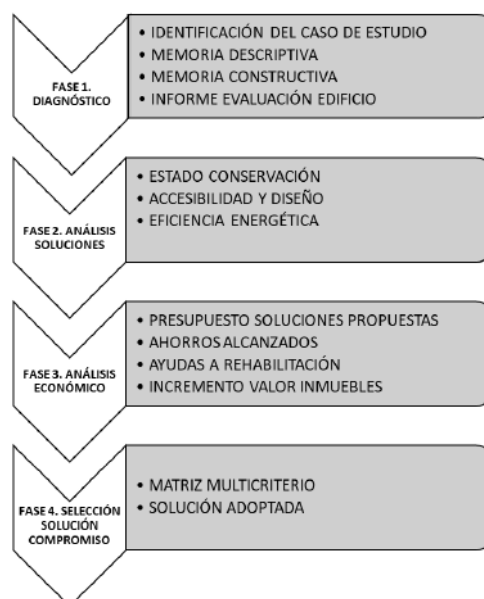 FASE 1.
DIAGNÓSTICO
• IDENTIFICACIÓN DEL CASO DE ESTUDIO
• MEMORIA DESCRIPTIVA
• MEMORIA CONSTRUCTIVA
• INFORME EVALUACIÓN EDIFICIO
FASE 2. ANÁLISIS
SOLUCIONES
• ESTADO CONSERVACIÓN
• ACCESIBILIDAD Y DISEÑO
• EFICIENCIA ENERGÉTICA
FASE 3. ANÁLISIS
ECONÓMICO
• PRESUPUESTO SOLUCIONES PROPUESTAS
• AHORROS ALCANZADOS
• AYUDAS A REHABILITACIÓN
• INCREMENTO VALOR INMUEBLES
FASE 4. SELECCIÓN
SOLUCIÓN
COMPROMISO
• MATRIZ MULTICRITERIO
• SOLUCIÓN ADOPTADA